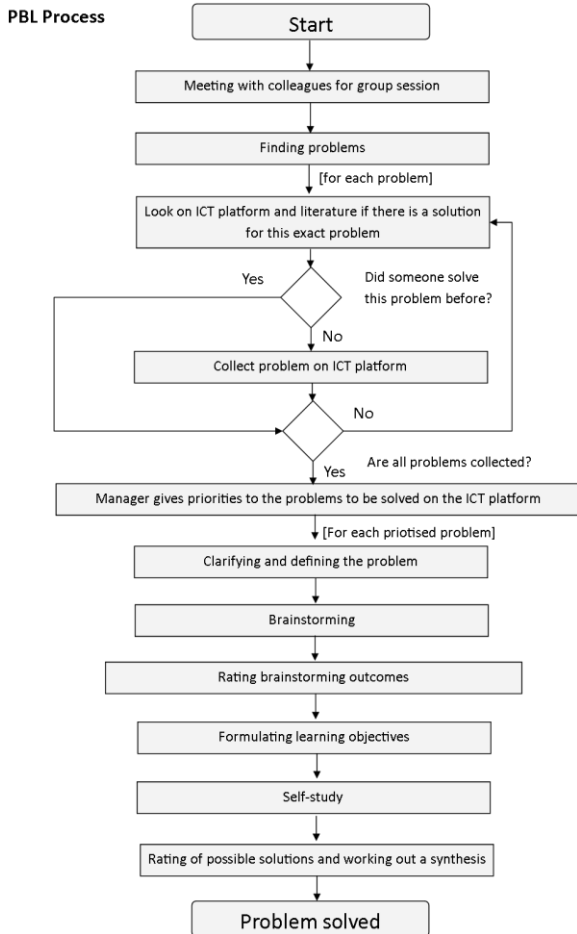 PBL Process
Start
Meeting with colleagues for group session
Finding problems
[for each problem]
Look on ICT platform and literature if there is a solution
for this exact problem
Yes
Did someone solve
this problem before?
No
Collect problem on ICT platform
No
Yes
Are all problems collected?
Manager gives priorities to the problems to be solved on the ICT platform
[For each priotised problem]
Clarifying and defining the problem
Brainstorming
Rating brainstorming outcomes
Formulating learning objectives
Self-study
Rating of possible solutions and working out a synthesis
Problem solved